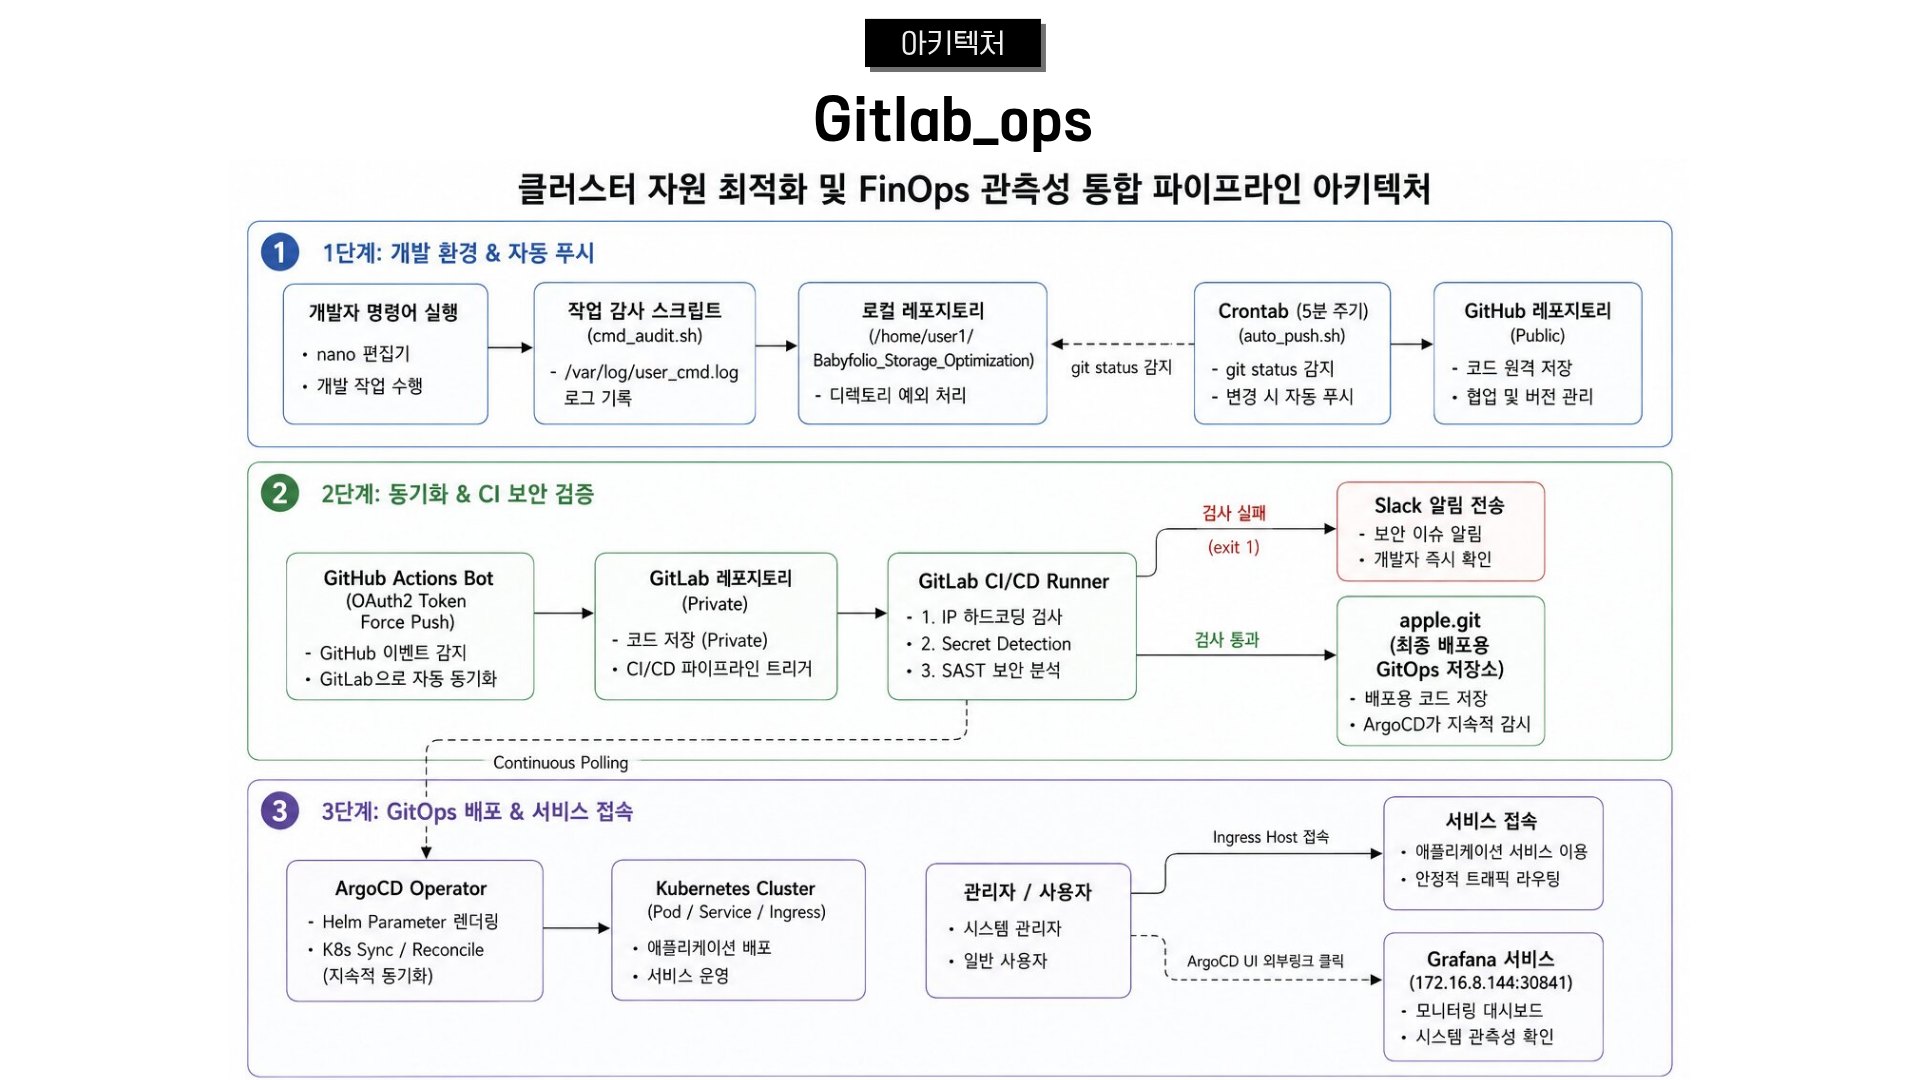 아키텍처
Gitlab_ops
클러스터 자원 최적화 및 FinOps 관측성 통합 파이프라인 아키텍처
1 1단계: 개발 환경 & 자동 푸시
개발자 명령어 실행
• nano 편집기
• 개발 작업 수행
작업 감사 스크립트
(cmd_audit.sh)
- /var/log/user_cmd.log
로그 기록
로컬 레포지토리
(/home/user1/
Babyfolio_Storage_Optimization)
- 디랙토리 예외 처리
git status 감지
Crontab (5분 주기)
(auto_push.sh)
- git status 감지
- 변경 시 자동 푸시
GitHub 레포지토리
(Public)
- 코드 원격 저장
• 협업 및 버전 관리
2 2단계: 동기화 & CI 보안 검증
GitHub Actions Bot
(OAuth2 Token
Force Push)
- GitHub 이벤트 감지
• GitLab으로 자동 동기화
GitLab 레포지토리
(Private)
- 코드 저장 (Private)
• CI/CD 파이프라인 트리거
GitLab CI/CD Runner
- 1. IP 하드코딩 검사
• 2. Secret Detection
• 3. SAST 보안 분석
검사 실패
(exit 1)
Slack 알림 전송
- 보안 이슈 알림
• 개발자 즉시 확인
검사 통과
apple.git
(최종 배포용
GitOps 저장소)
- 배포용 코드 저장
• ArgoCD가 지속적 감시
Continuous Polling
3 3단계: GitOps 배포 & 서비스 접속
ArgoCD Operator
- Helm Parameter 렌더링
• K8s Sync / Reconcile
(지속적 동기화)
Kubernetes Cluster
(Pod / Service / Ingress)
• 애플리케이션 배포
• 서비스 운영
관리자 / 사용자
• 시스템 관리자
• 일반 사용자
Ingress Host 접속
서비스 접속
• 애플리케이션 서비스 이용
• 안정적 트래픽 라우팅
ArgoCD UI 외부링크 클릭
Grafana 서비스
(172.16.8.144:30841)
- 모니터링 대시보드
• 시스템 관측성 확인